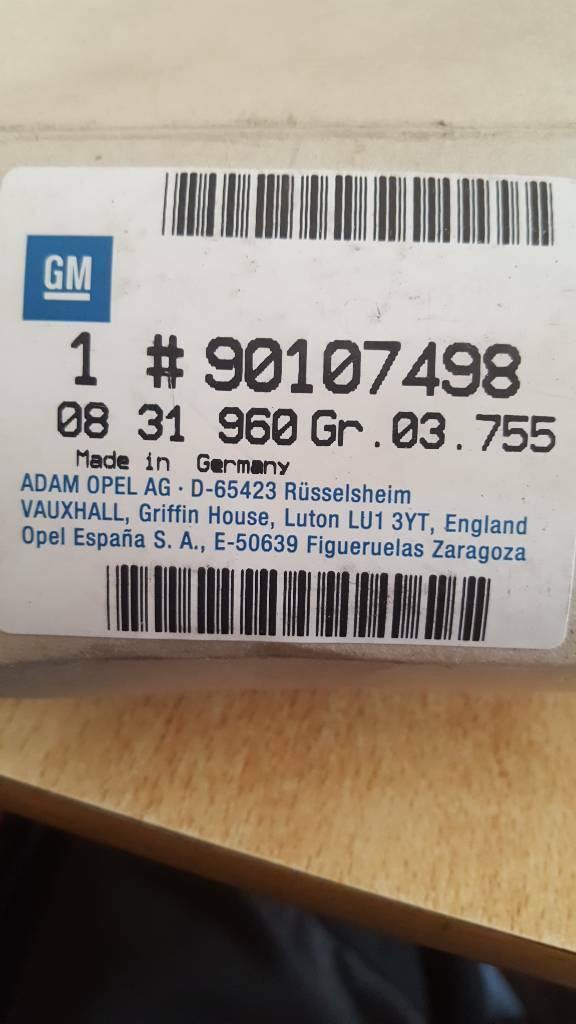 GM
1 #90107498
08 31 960 Gr.03.755
Made in Germany
ADAM OPEL AG · D-65423 Rüsselsheim
VAUXHALL, Griffin House, Luton LU1 3YT, England
Opel España S. A., E-50639 Figueruelas Zaragoza